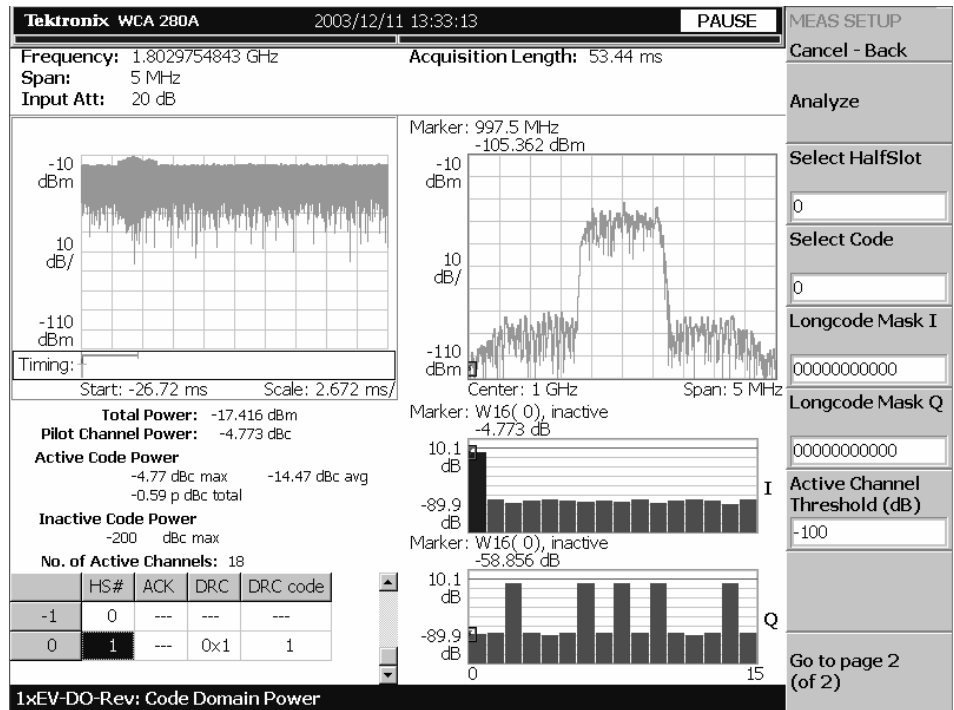 Tektronix WCA 280A 2003/12/11 13:33:13 PAUSE
Frequency: 1.8029754843 GHz
Span: 5 MHz
Input Att: 20 dB
Acquisition Length: 53.44 ms
-10
dBm
10
dB/
-110
dBm
Timing:
Start: -26.72 ms Scale: 2.672 ms/
Marker: 997.5 MHz
-105.362 dBm
-10
dBm
10
dB/
-110
dBm
Center: 1 GHz Span: 5 MHz
Total Power: -17.416 dBm
Pilot Channel Power: -4.773 dBc
Active Code Power
-4.77 dBc max -14.47 dBc avg
-0.59 p dBc total
Inactive Code Power
-200 dBc max
No. of Active Channels: 18
HS# ACK DRC DRC code
-1 0 --- --- ---
0 1 --- 0x1 1
Marker: W16( 0), inactive
-4.773 dB
10.1
dB
-89.9
dB
I
Marker: W16( 0), inactive
-58.856 dB
10.1
dB
-89.9
dB
Q
0 15
1xEV-DO-Rev: Code Domain Power
MEAS SETUP
Cancel - Back
Analyze
Select HalfSlot
0
Select Code
0
Longcode Mask I
00000000000
Longcode Mask Q
00000000000
Active Channel
Threshold (dB)
-100
Go to page 2
(of 2)